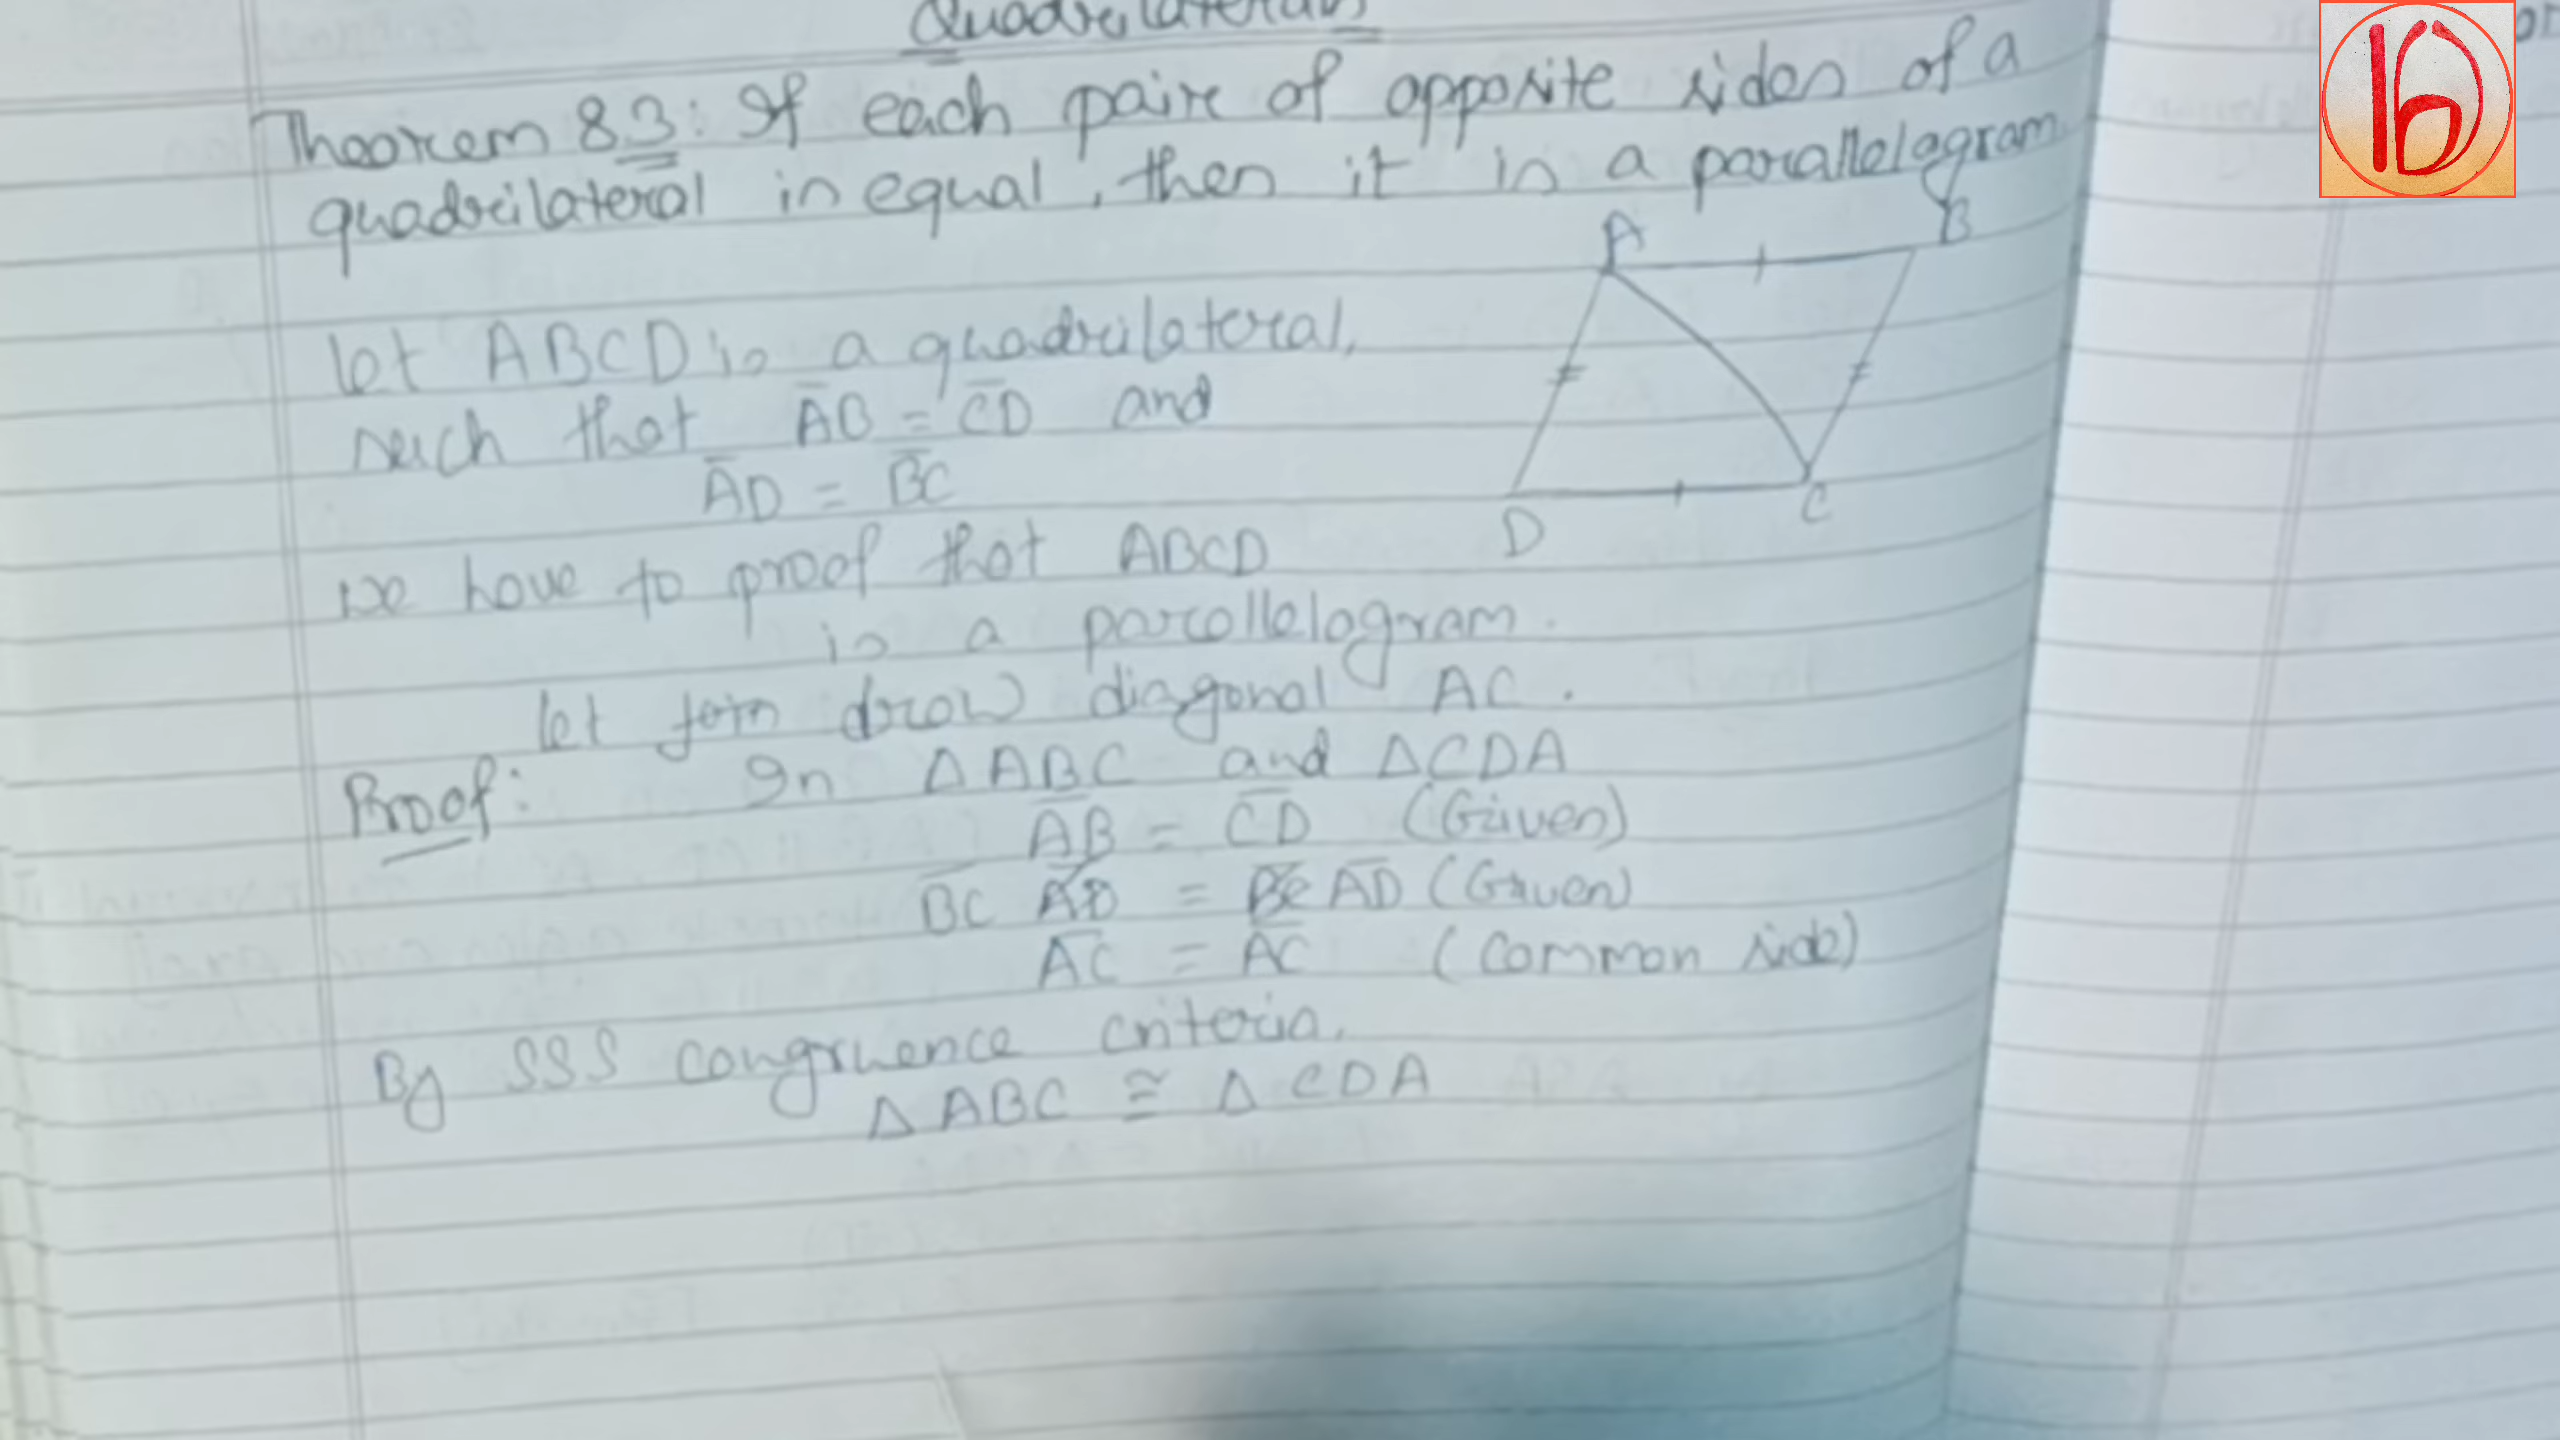 Quadrilaterals
Theorem 8.3: If each pair of opposite sides of a
quadrilateral is equal, then it is a parallelogram
A
B
let ABCD is a quadrilateral,
such that AB = CD and
AD = BC
D
C
we have to proof that ABCD
is a parallelogram.
let join draw diagonal AC.
Proof: In △ABC and △CDA
AB = CD (Given)
BC AD = BC AD (Given)
AC = AC (Common side)
By SSS congruence criteria,
△ABC ≅ △CDA